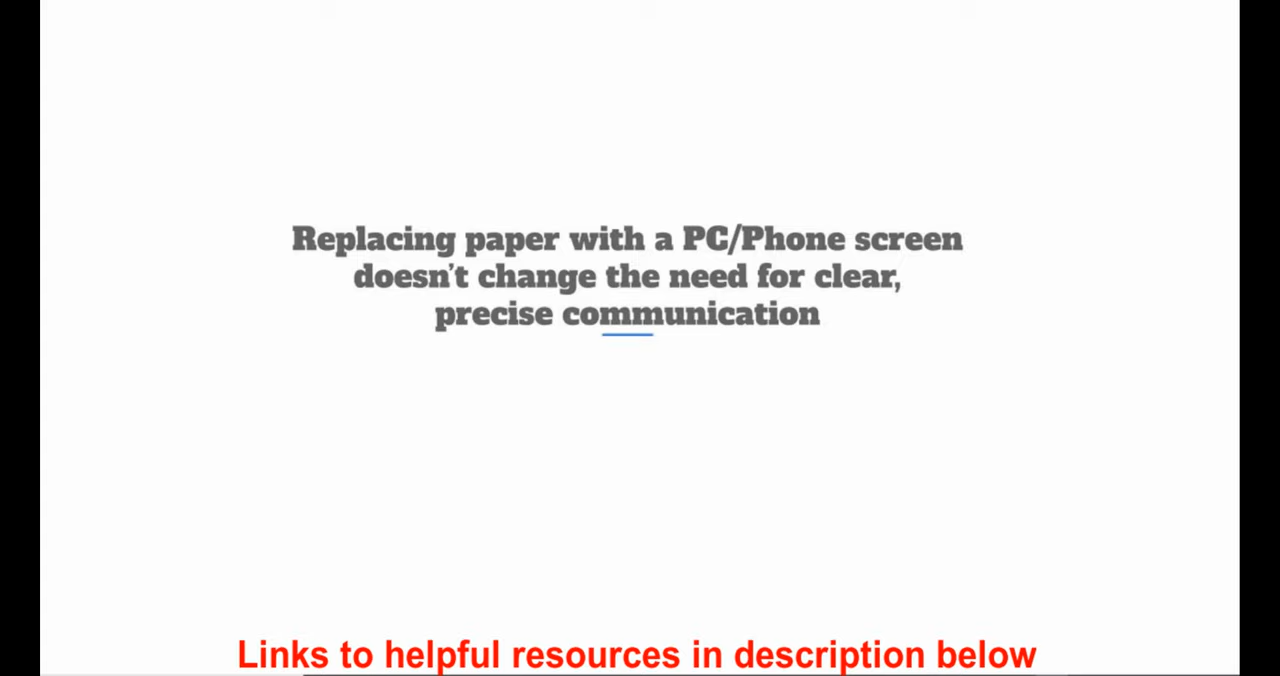 Replacing paper with a PC/Phone screen
doesn't change the need for clear,
precise communication
Links to helpful resources in description below